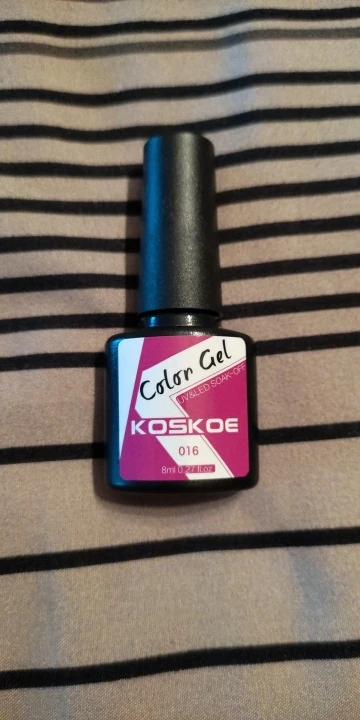 Color Gel
UV&LED SOAK-OFF
KOSKOE
016
8ml 0.27 fl.oz